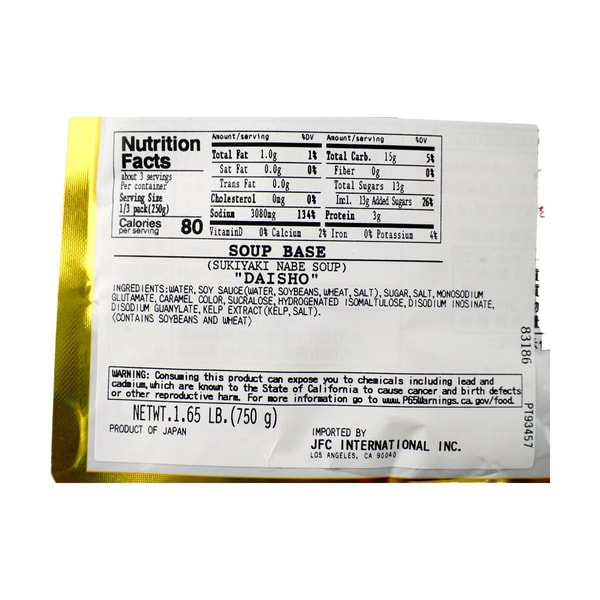 Nutrition Facts
about 3 servings
Per container
Serving Size
1/3 pack(250g)
Calories per serving 80
Amount/serving %DV
Total Fat 1.0g 1%
Sat Fat 0.0g 0%
Trans Fat 0.0g
Cholesterol 0mg 0%
Sodium 3080mg 134%
Amount/serving %DV
Total Carb. 15g 5%
Fiber 0g 0%
Total Sugars 13g
Incl. 13g Added Sugars 26%
Protein 3g
VitaminD 0% Calcium 2% Iron 0% Potassium 4%
SOUP BASE
(SUKIYAKI NABE SOUP)
"DAISHO"
INGREDIENTS:WATER,SOY SAUCE(WATER,SOYBEANS,WHEAT,SALT),SUGAR,SALT,MONOSODIUM
GLUTAMATE,CARAMEL COLOR,SUCRALOSE,HYDROGENATED ISOMALTULOSE,DISODIUM INOSINATE,
DISODIUM GUANYLATE,KELP EXTRACT(KELP,SALT).
(CONTAINS SOYBEANS AND WHEAT)
WARNING: Consuming this product can expose you to chemicals including lead and
cadmium,which are known to the State of California to cause cancer and birth defects
or other reproductive harm. For more information go to www.P65Warnings.ca.gov/food.
NETWT.1.65 LB.(750 g)
PRODUCT OF JAPAN
IMPORTED BY
JFC INTERNATIONAL INC.
LOS ANGELES, CA 90040
83186
PT93457